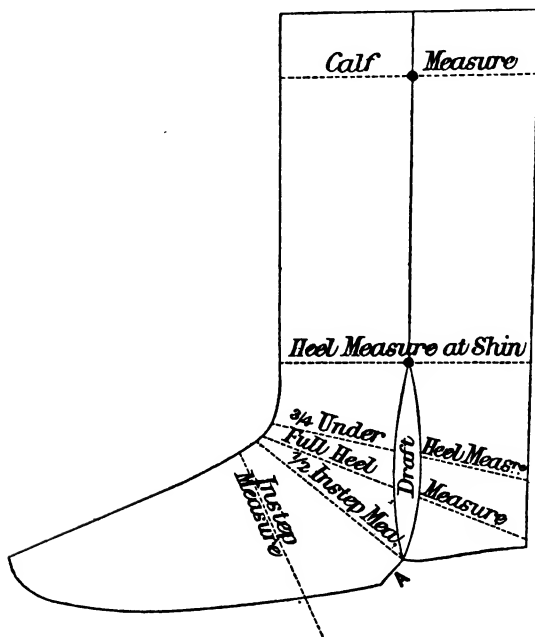 Calf Measure
Heel Measure at Shin
3/4 Under Heel Measre
Full Heel Measure
1/2 Instep Mea.
Draft
Instep
Measure
A